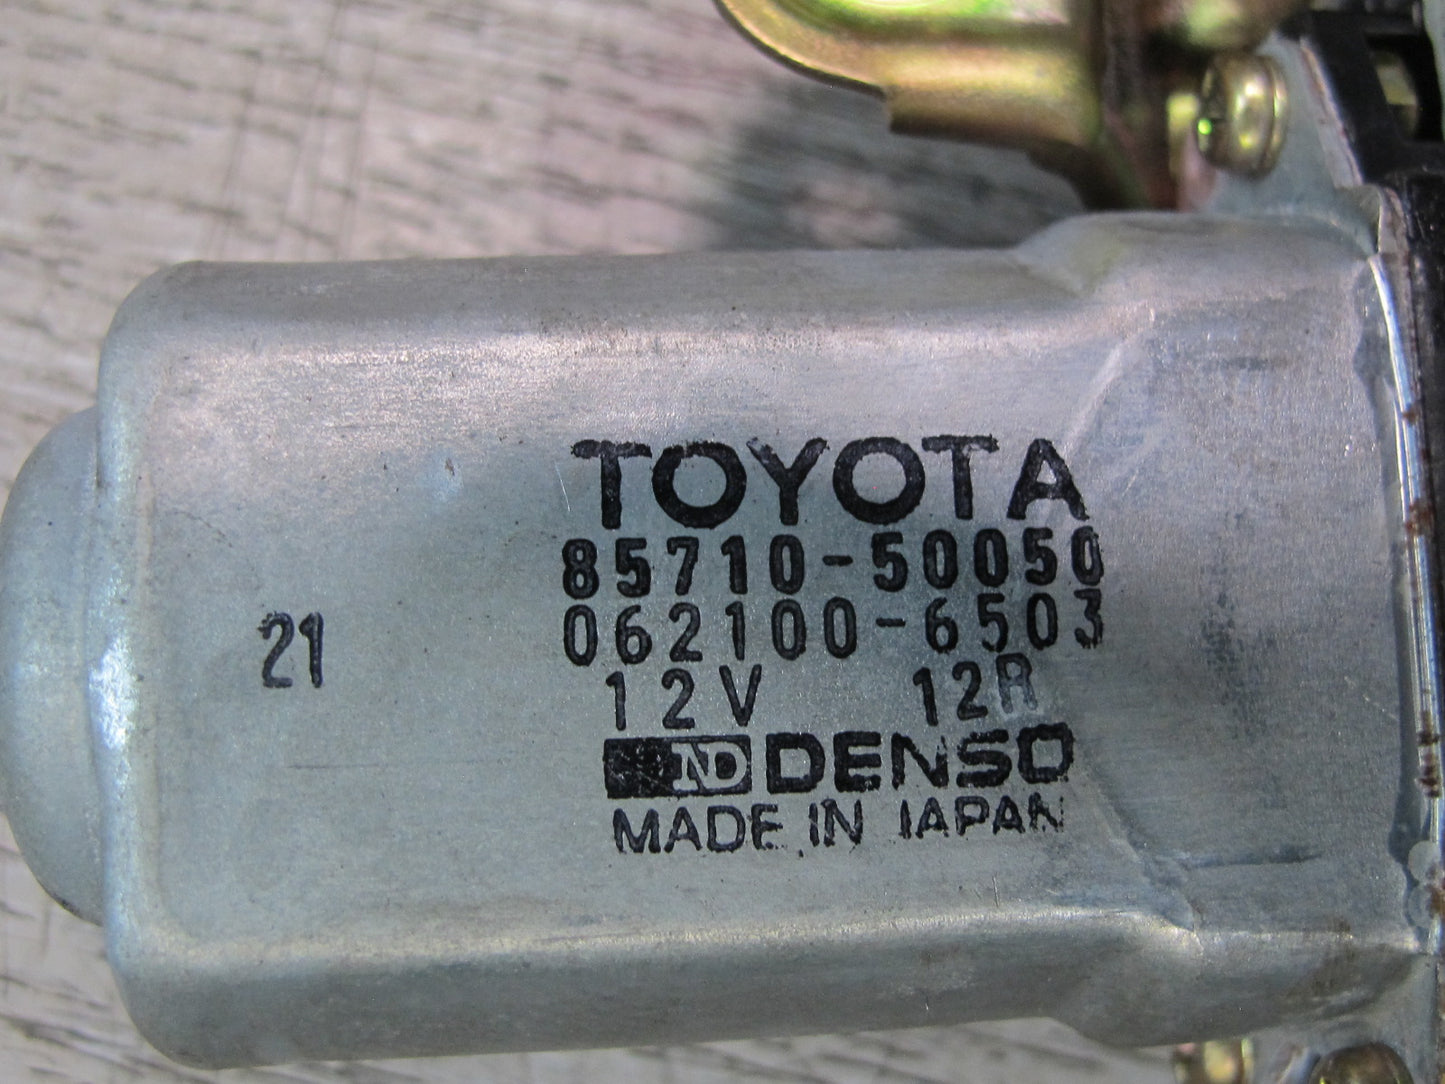 TOYOTA
85710-50050
062100-6503
12V 12R
ND DENSO
MADE IN JAPAN
21